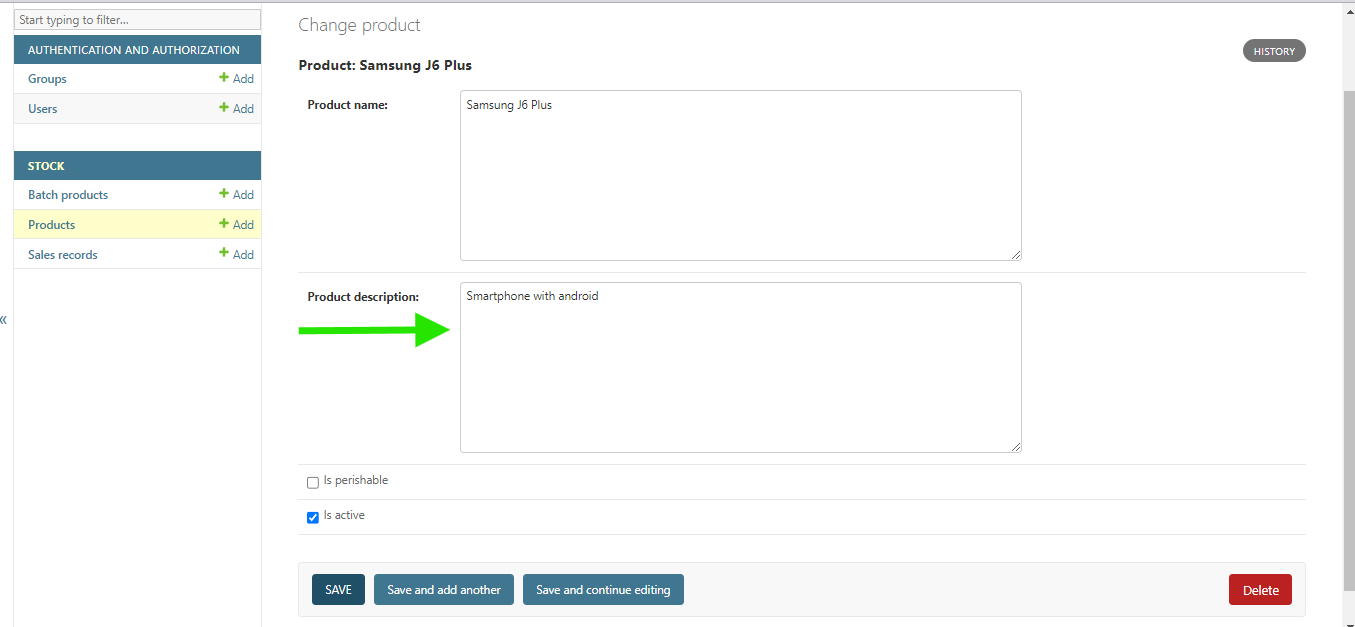 Start typing to filter...
AUTHENTICATION AND AUTHORIZATION
Groups + Add
Users + Add
STOCK
Batch products + Add
Products + Add
Sales records + Add
«
Change product
HISTORY
Product: Samsung J6 Plus
Product name: Samsung J6 Plus
Product description: Smartphone with android
Is perishable
Is active
SAVE Save and add another Save and continue editing Delete